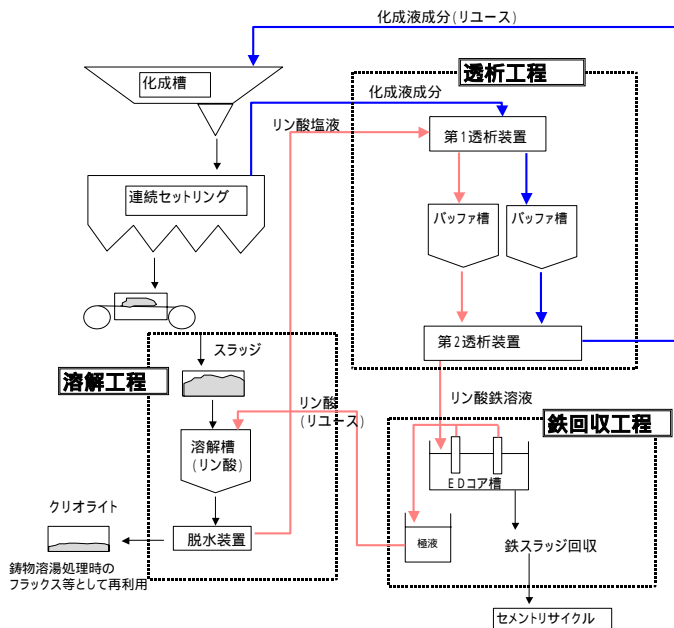 化成液成分(リユース)
化成槽
透析工程
化成液成分
リン酸塩液
第1透析装置
連続セットリング
バッファ槽
バッファ槽
第2透析装置
スラッジ
溶解工程
リン酸
(リユース)
リン酸鉄溶液
鉄回収工程
溶解槽
(リン酸)
EDコア槽
クリオライト
脱水装置
極液
鉄スラッジ回収
鋳物溶湯処理時の
フラックス等として再利用
セメントリサイクル